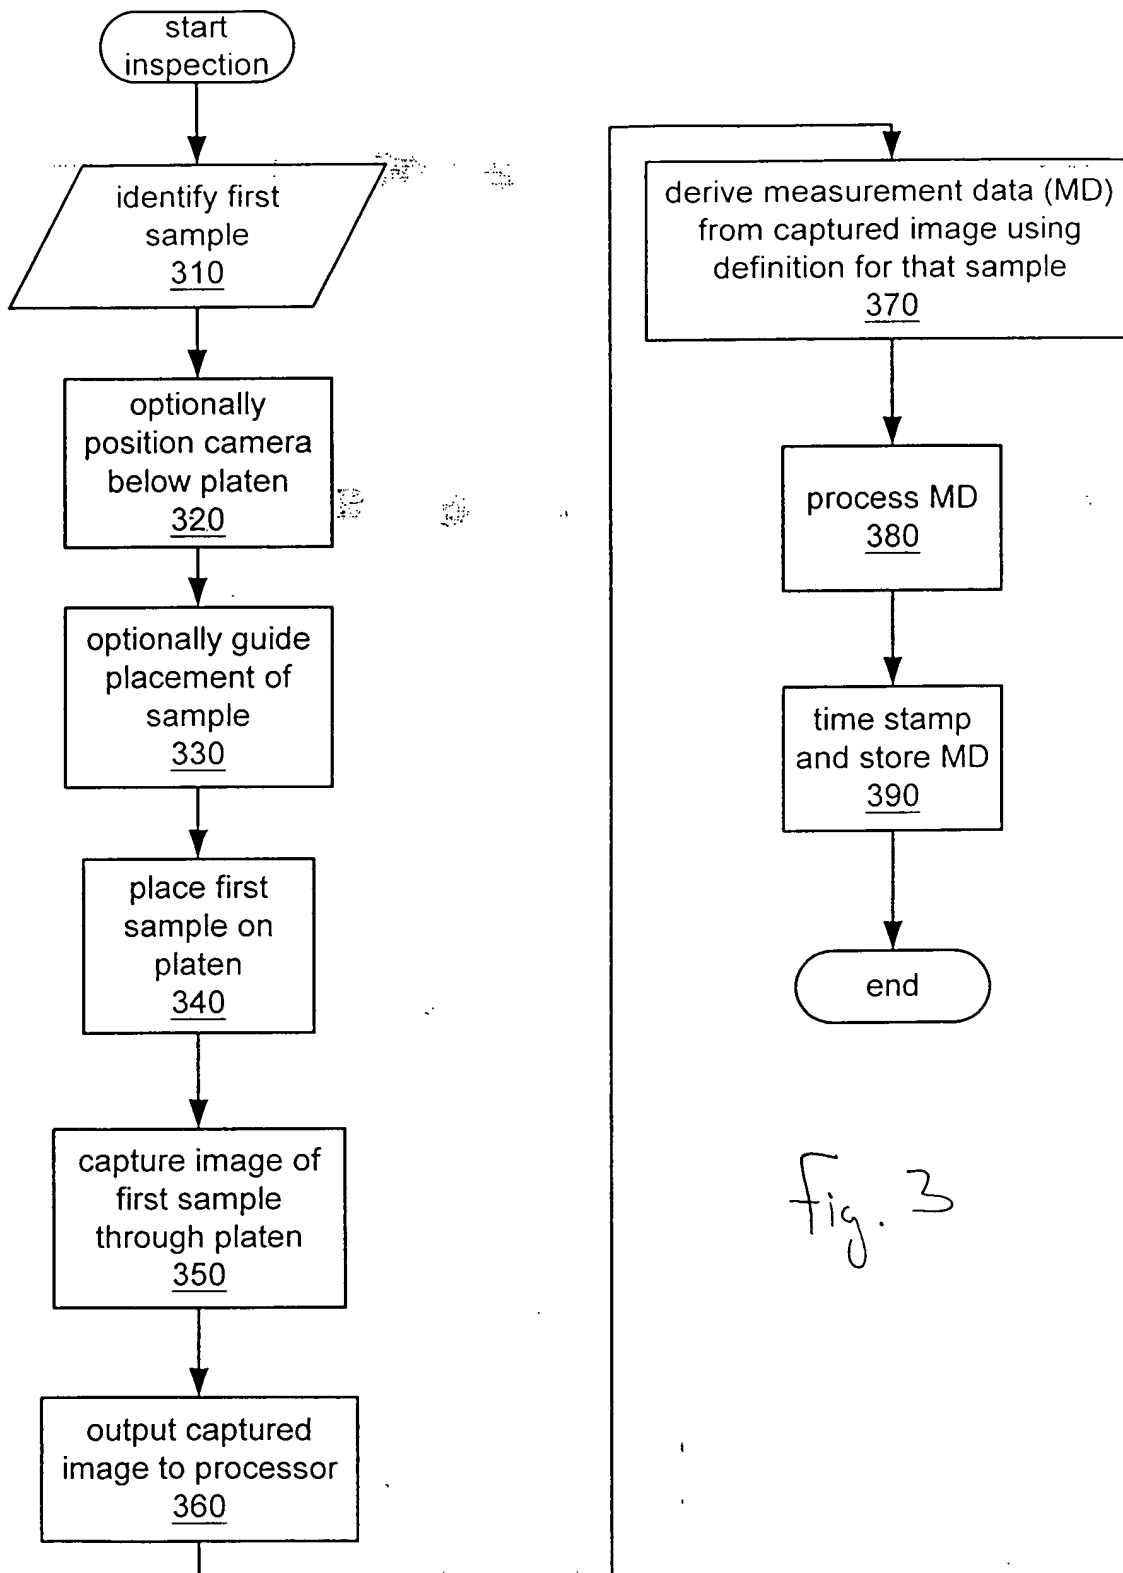 start
inspection
identify first
sample
310
optionally
position camera
below platen
320
optionally guide
placement of
sample
330
place first
sample on
platen
340
capture image of
first sample
through platen
350
output captured
image to processor
360
derive measurement data (MD)
from captured image using
definition for that sample
370
process MD
380
time stamp
and store MD
390
end
Fig. 3